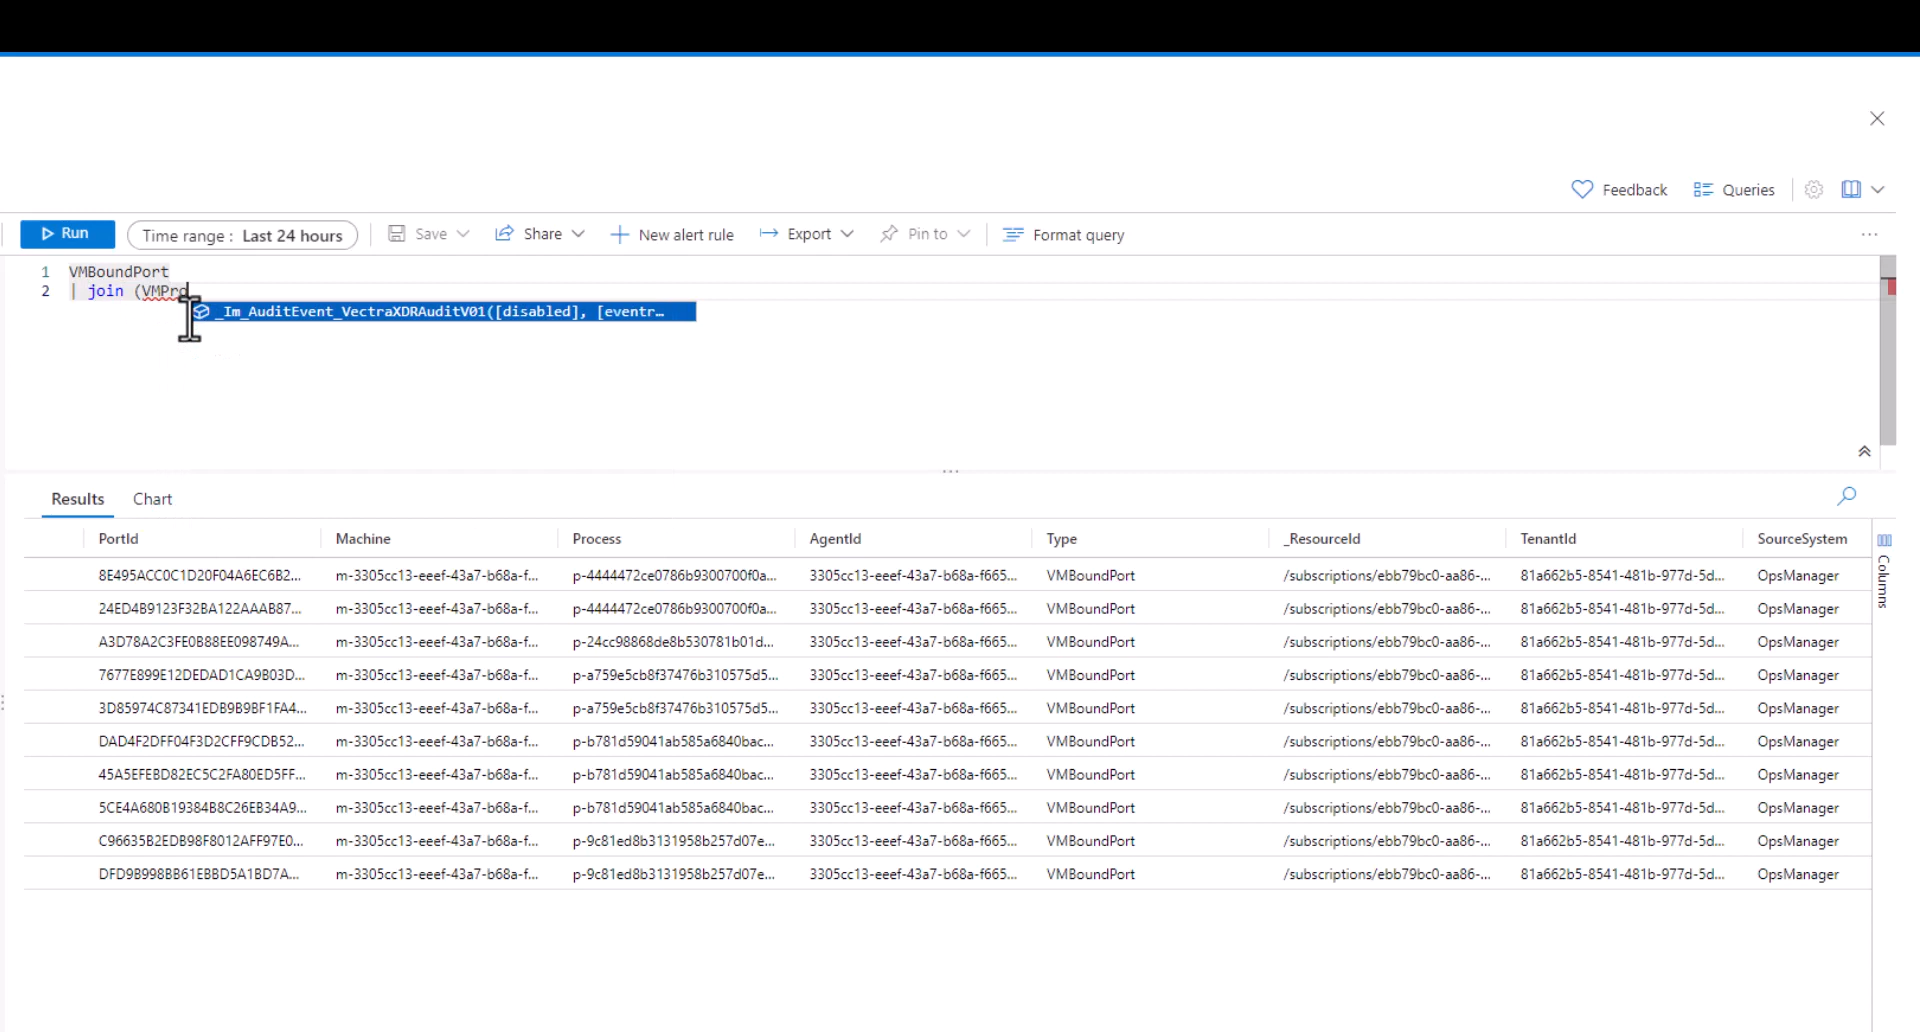 Feedback Queries
Run Time range : Last 24 hours Save Share New alert rule Export Pin to Format query ...
1 VMBoundPort
2 | join (VMPro
_Im_AuditEvent_VectraXDRAuditV01([disabled], [eventr…
Results Chart
PortId Machine Process AgentId Type _ResourceId TenantId SourceSystem
8E495ACC0C1D20F04A6EC6B2... m-3305cc13-eeef-43a7-b68a-f... p-4444472ce0786b9300700f0a... 3305cc13-eeef-43a7-b68a-f665... VMBoundPort /subscriptions/ebb79bc0-aa86-... 81a662b5-8541-481b-977d-5d... OpsManager
24ED4B9123F32BA122AAAB87... m-3305cc13-eeef-43a7-b68a-f... p-4444472ce0786b9300700f0a... 3305cc13-eeef-43a7-b68a-f665... VMBoundPort /subscriptions/ebb79bc0-aa86-... 81a662b5-8541-481b-977d-5d... OpsManager
A3D78A2C3FE0B88EE098749A... m-3305cc13-eeef-43a7-b68a-f... p-24cc98868de8b530781b01d... 3305cc13-eeef-43a7-b68a-f665... VMBoundPort /subscriptions/ebb79bc0-aa86-... 81a662b5-8541-481b-977d-5d... OpsManager
7677E899E12DEDAD1CA9B03D... m-3305cc13-eeef-43a7-b68a-f... p-a759e5cb8f37476b310575d5... 3305cc13-eeef-43a7-b68a-f665... VMBoundPort /subscriptions/ebb79bc0-aa86-... 81a662b5-8541-481b-977d-5d... OpsManager
3D85974C87341EDB9B9BF1FA4... m-3305cc13-eeef-43a7-b68a-f... p-a759e5cb8f37476b310575d5... 3305cc13-eeef-43a7-b68a-f665... VMBoundPort /subscriptions/ebb79bc0-aa86-... 81a662b5-8541-481b-977d-5d... OpsManager
DAD4F2DFF04F3D2CFF9CDB52... m-3305cc13-eeef-43a7-b68a-f... p-b781d59041ab585a6840bac... 3305cc13-eeef-43a7-b68a-f665... VMBoundPort /subscriptions/ebb79bc0-aa86-... 81a662b5-8541-481b-977d-5d... OpsManager
45A5EFEBD82EC5C2FA80ED5FF... m-3305cc13-eeef-43a7-b68a-f... p-b781d59041ab585a6840bac... 3305cc13-eeef-43a7-b68a-f665... VMBoundPort /subscriptions/ebb79bc0-aa86-... 81a662b5-8541-481b-977d-5d... OpsManager
5CE4A680B19384B8C26EB34A9... m-3305cc13-eeef-43a7-b68a-f... p-b781d59041ab585a6840bac... 3305cc13-eeef-43a7-b68a-f665... VMBoundPort /subscriptions/ebb79bc0-aa86-... 81a662b5-8541-481b-977d-5d... OpsManager
C96635B2EDB98F8012AFF97E0... m-3305cc13-eeef-43a7-b68a-f... p-9c81ed8b3131958b257d07e... 3305cc13-eeef-43a7-b68a-f665... VMBoundPort /subscriptions/ebb79bc0-aa86-... 81a662b5-8541-481b-977d-5d... OpsManager
DFD9B998BB61EBBD5A1BD7A... m-3305cc13-eeef-43a7-b68a-f... p-9c81ed8b3131958b257d07e... 3305cc13-eeef-43a7-b68a-f665... VMBoundPort /subscriptions/ebb79bc0-aa86-... 81a662b5-8541-481b-977d-5d... OpsManager
Columns